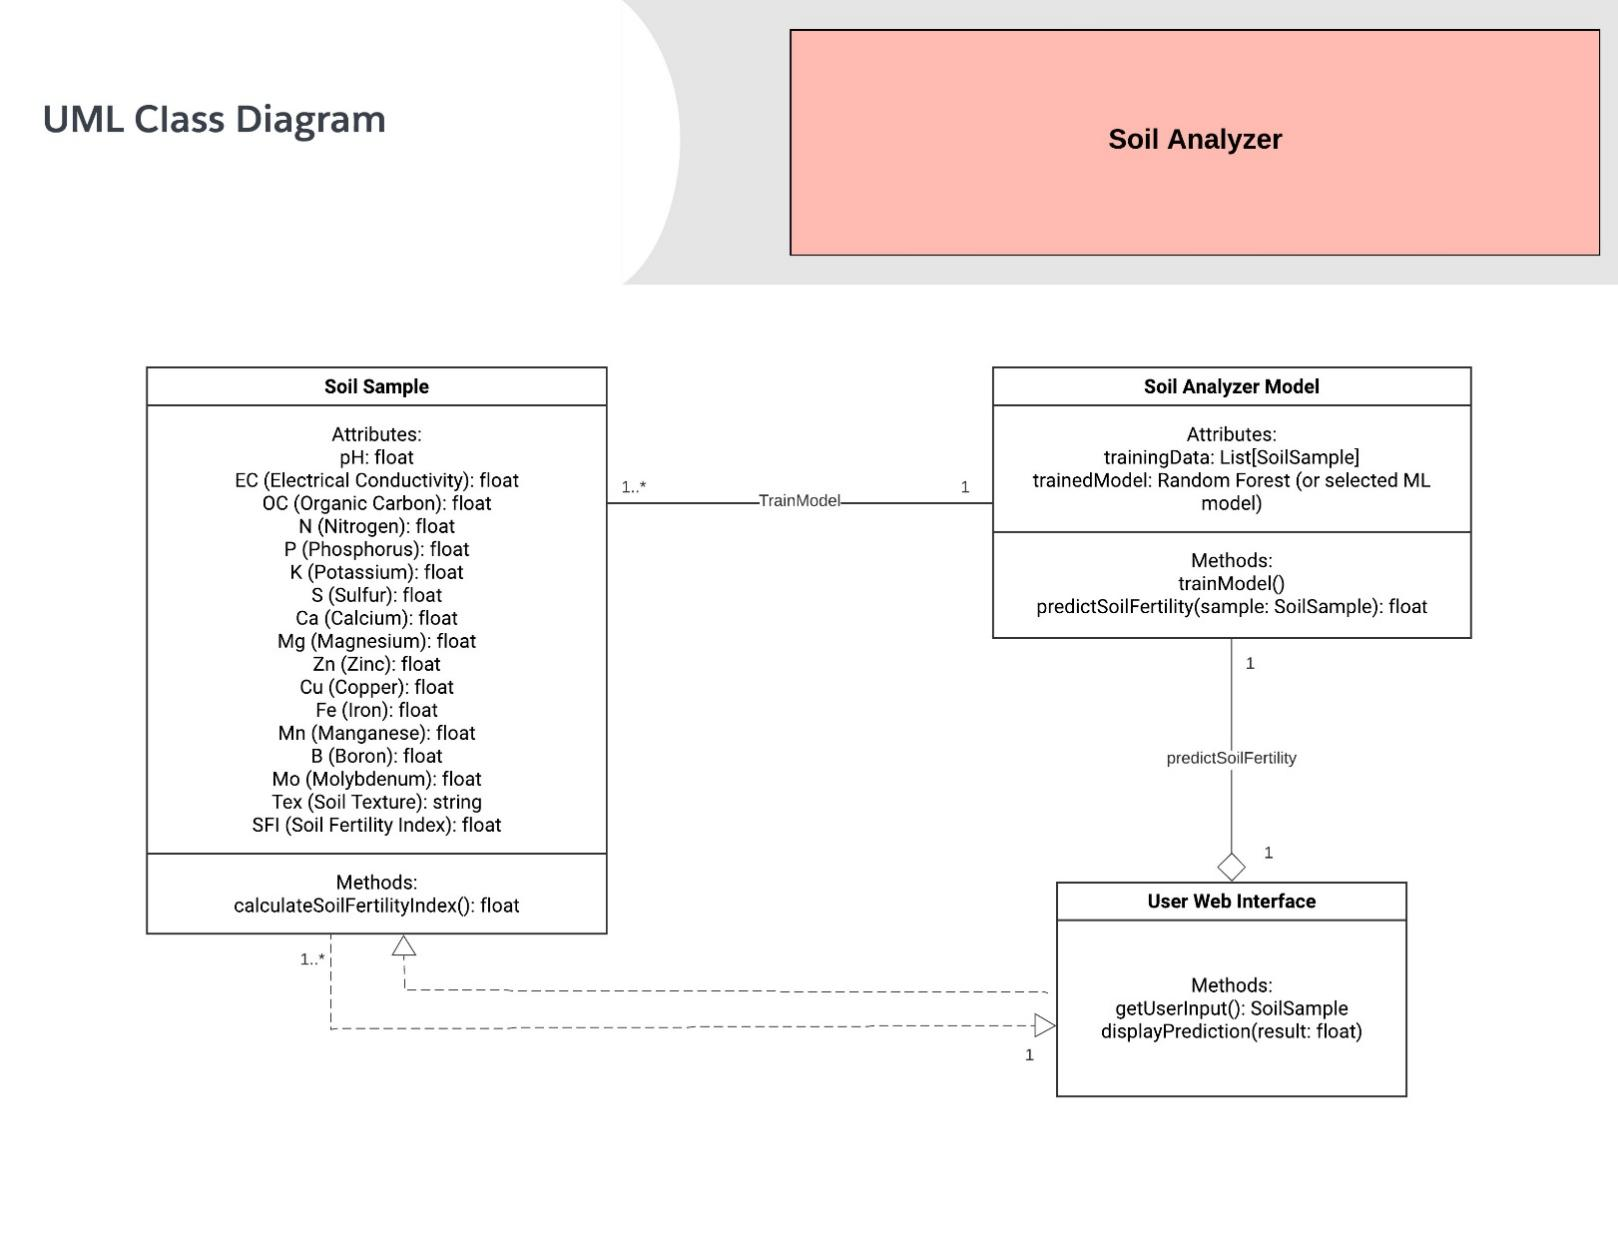 UML Class Diagram
Soil Analyzer
Soil Sample
Attributes:
pH: float
EC (Electrical Conductivity): float
OC (Organic Carbon): float
N (Nitrogen): float
P (Phosphorus): float
K (Potassium): float
S (Sulfur): float
Ca (Calcium): float
Mg (Magnesium): float
Zn (Zinc): float
Cu (Copper): float
Fe (Iron): float
Mn (Manganese): float
B (Boron): float
Mo (Molybdenum): float
Tex (Soil Texture): string
SFI (Soil Fertility Index): float
Methods:
calculateSoilFertilityIndex(): float
1..*
TrainModel
1
Soil Analyzer Model
Attributes:
trainingData: List[SoilSample]
trainedModel: Random Forest (or selected ML
model)
Methods:
trainModel()
predictSoilFertility(sample: SoilSample): float
1
predictSoilFertility
1
User Web Interface
Methods:
getUserInput(): SoilSample
displayPrediction(result: float)
1..*
1